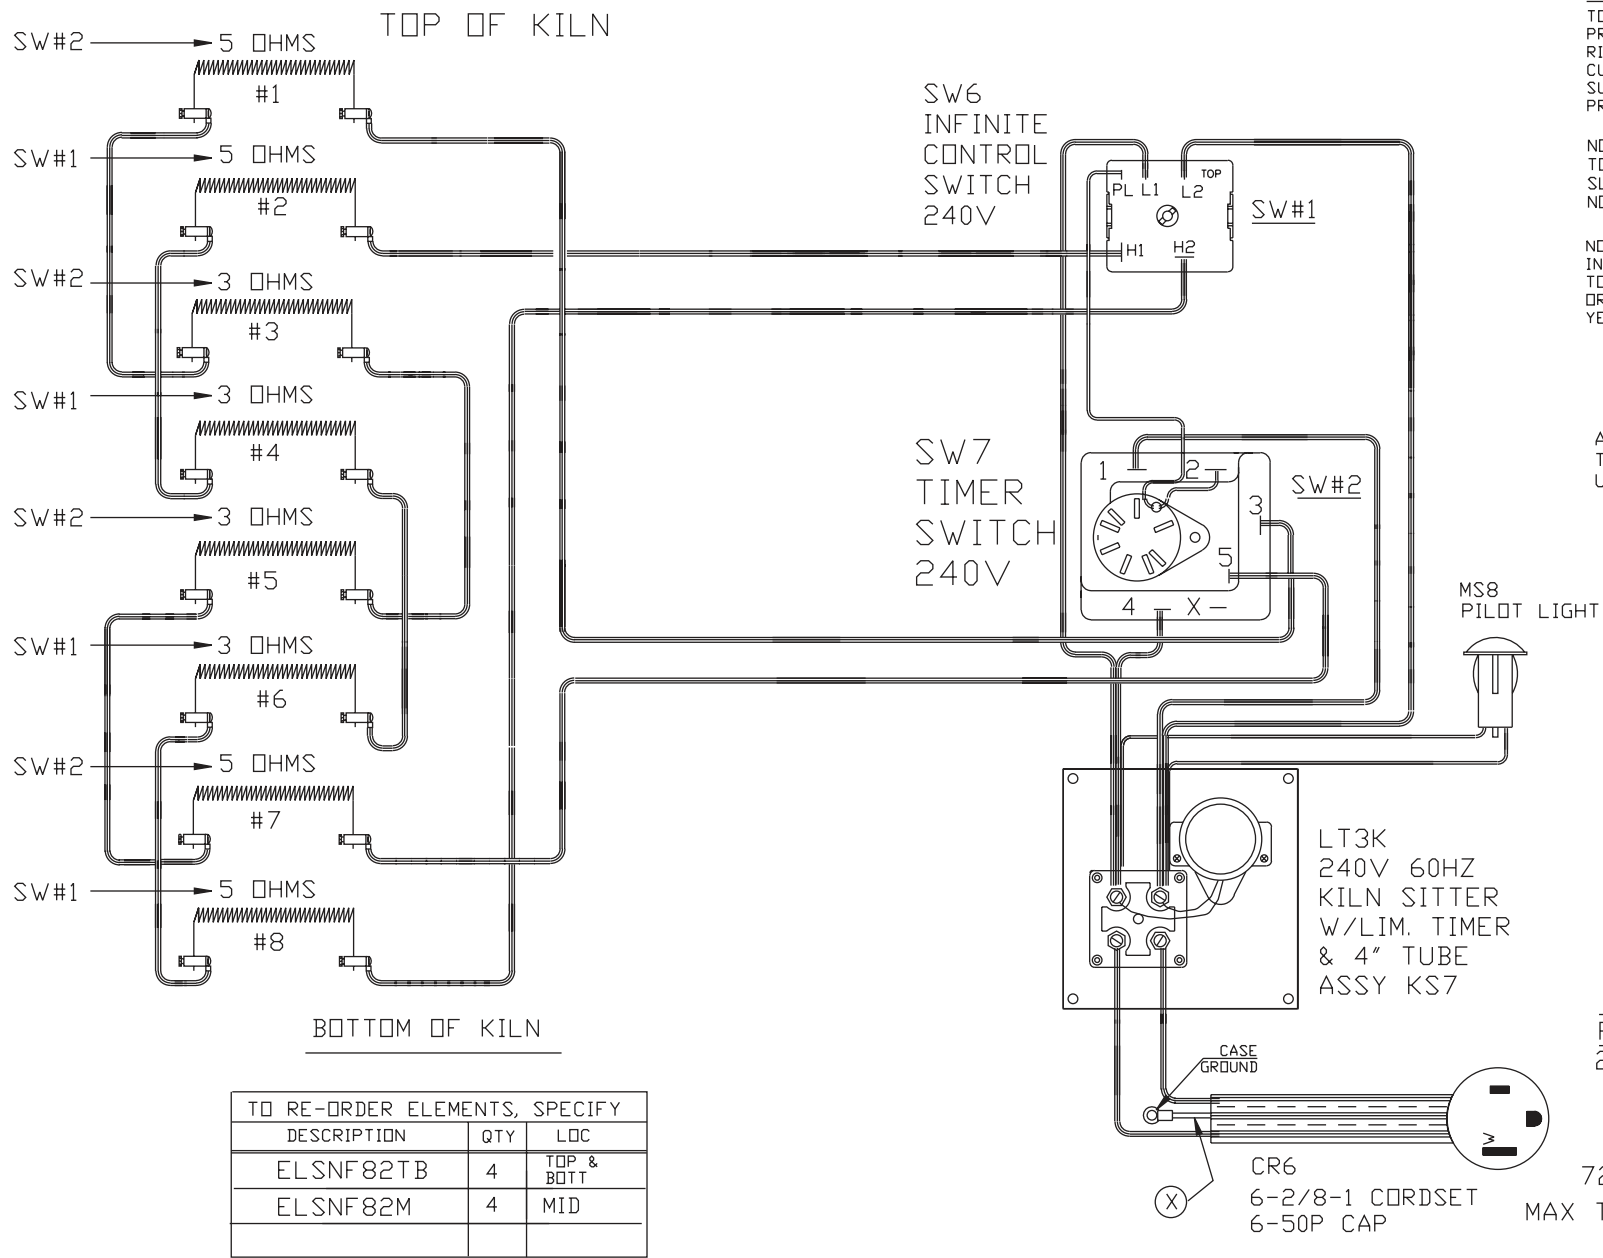 TOP OF KILN
SW#2
5 OHMS
#1
SW#1
5 OHMS
#2
SW#2
3 OHMS
#3
SW#1
3 OHMS
#4
SW#2
3 OHMS
#5
SW#1
3 OHMS
#6
SW#2
5 OHMS
#7
SW#1
5 OHMS
#8
BOTTOM OF KILN
SW6
INFINITE
CONTROL
SWITCH
240V
PL L1
L2
TOP
H1
H2
SW#1
SW7
TIMER
SWITCH
240V
1
2
3
5
4
X
SW#2
MS8
PILOT LIGHT
LT3K
240V 60HZ
KILN SITTER
W/LIM. TIMER
& 4" TUBE
ASSY KS7
CASE
GROUND
W
X
CR6
6-2/8-1 CORDSET
6-50P CAP
MAX
TO RE-ORDER ELEMENTS, SPECIFY
DESCRIPTION QTY LOC
ELSNF82TB 4 TOP &
BOTT
ELSNF82M 4 MID